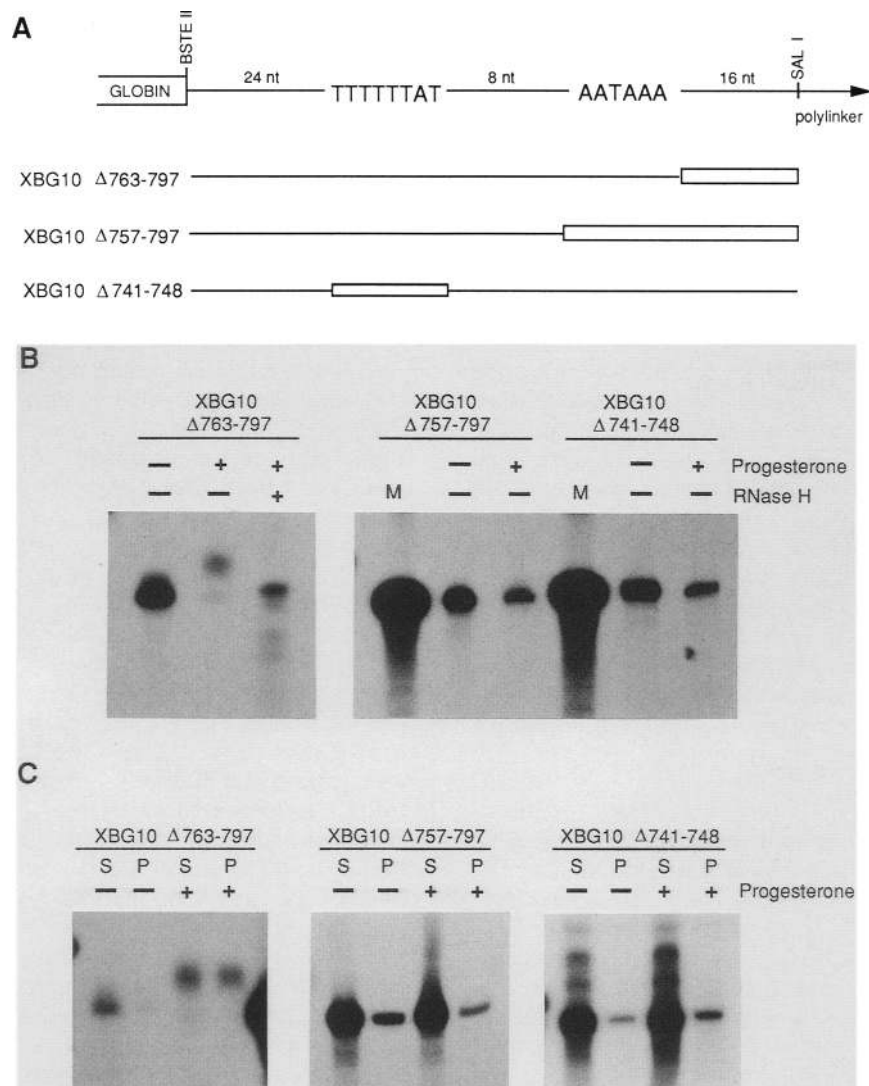 A
BSTE II
SAL I
GLOBIN
24 nt
TTTTTTAT
8 nt
AATAAA
16 nt
polylinker
XBG10 Δ763-797
XBG10 Δ757-797
XBG10 Δ741-748
B
XBG10 Δ763-797
XBG10 Δ757-797
XBG10 Δ741-748
− + + − + − + Progesterone
− − + M − − M − − RNase H
C
XBG10 Δ763-797
XBG10 Δ757-797
XBG10 Δ741-748
S P S P S P S P S P S P
− − + + − − + + − − + + Progesterone